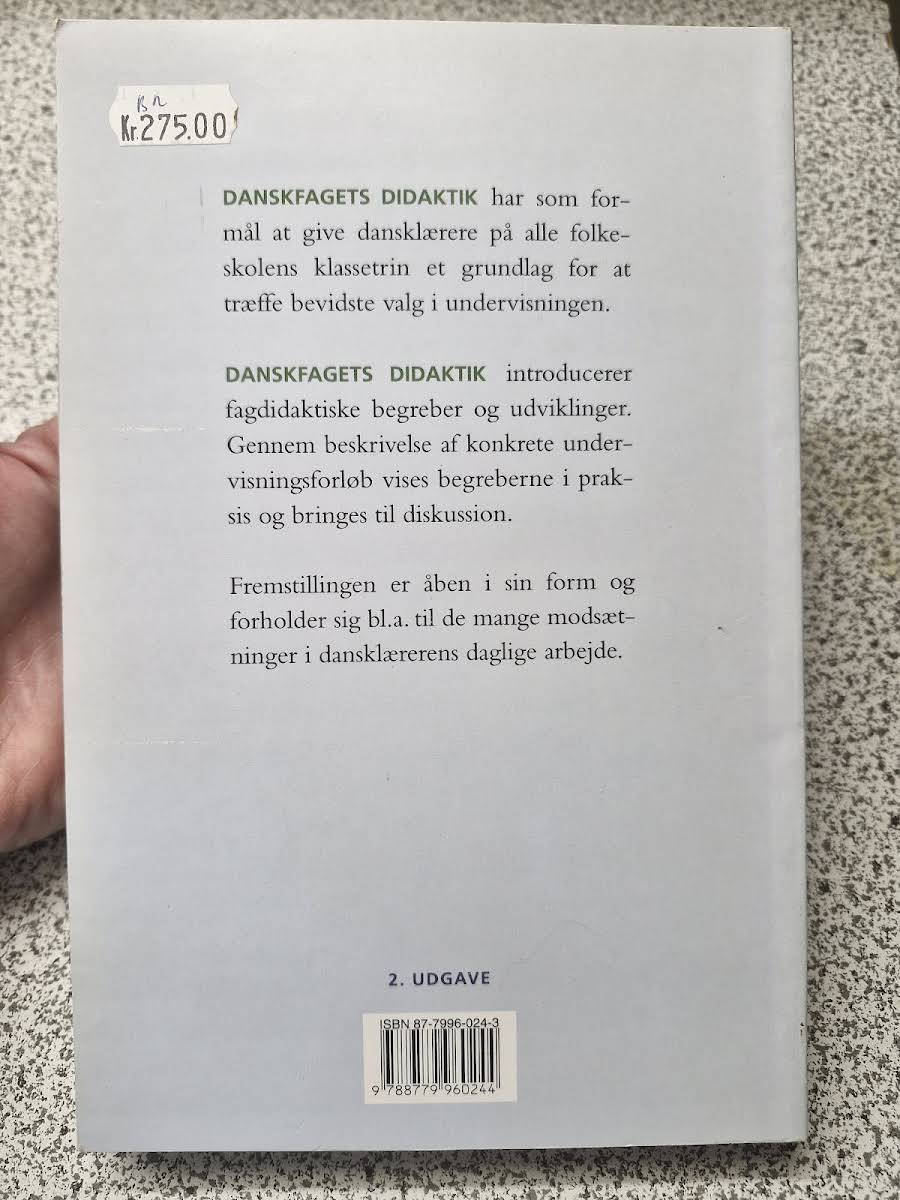 BR
Kr.275.00
DANSKFAGETS DIDAKTIK har som for-
mål at give dansklærere på alle folke-
skolens klassetrin et grundlag for at
træffe bevidste valg i undervisningen.
DANSKFAGETS DIDAKTIK introducerer
fagdidaktiske begreber og udviklinger.
Gennem beskrivelse af konkrete under-
visningsforløb vises begreberne i prak-
sis og bringes til diskussion.
Fremstillingen er åben i sin form og
forholder sig bl.a. til de mange modsæt-
ninger i dansklærerens daglige arbejde.
2. UDGAVE
ISBN 87-7996-024-3
9 788779 960244